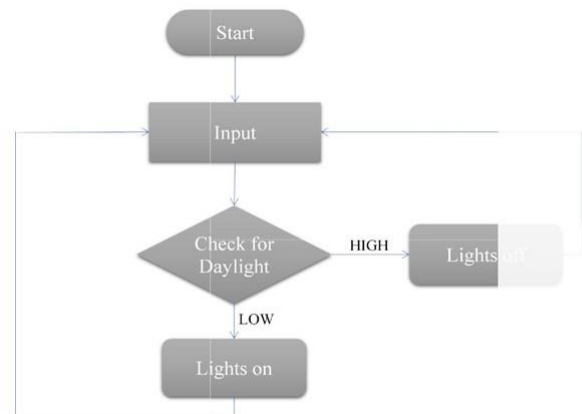 Start
Input
Check for
Daylight
HIGH
Lights off
LOW
Lights on